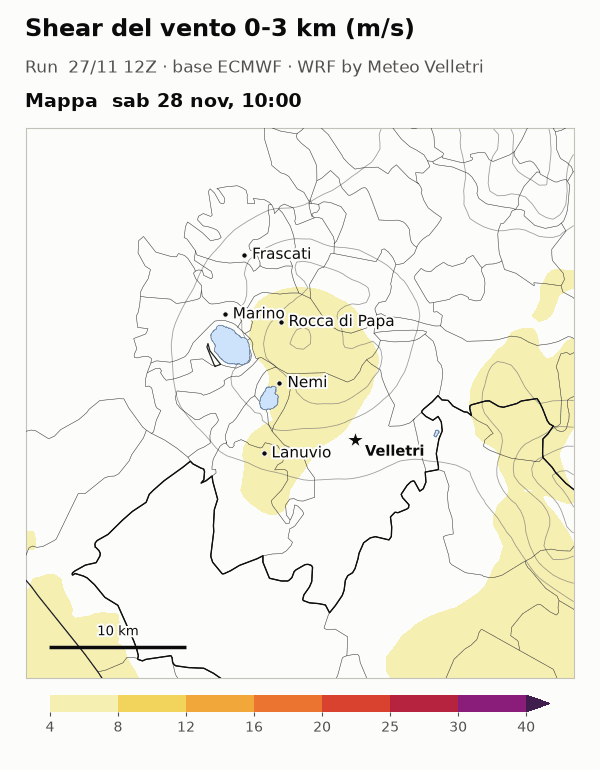 Shear del vento 0-3 km (m/s)
Run  27/11 12Z · base ECMWF · WRF by Meteo Velletri
Mappa  sab 28 nov, 10:00
Frascati
Marino
Rocca di Papa
Nemi
Velletri
Lanuvio
10 km
4 8 12 16 20 25 30 40